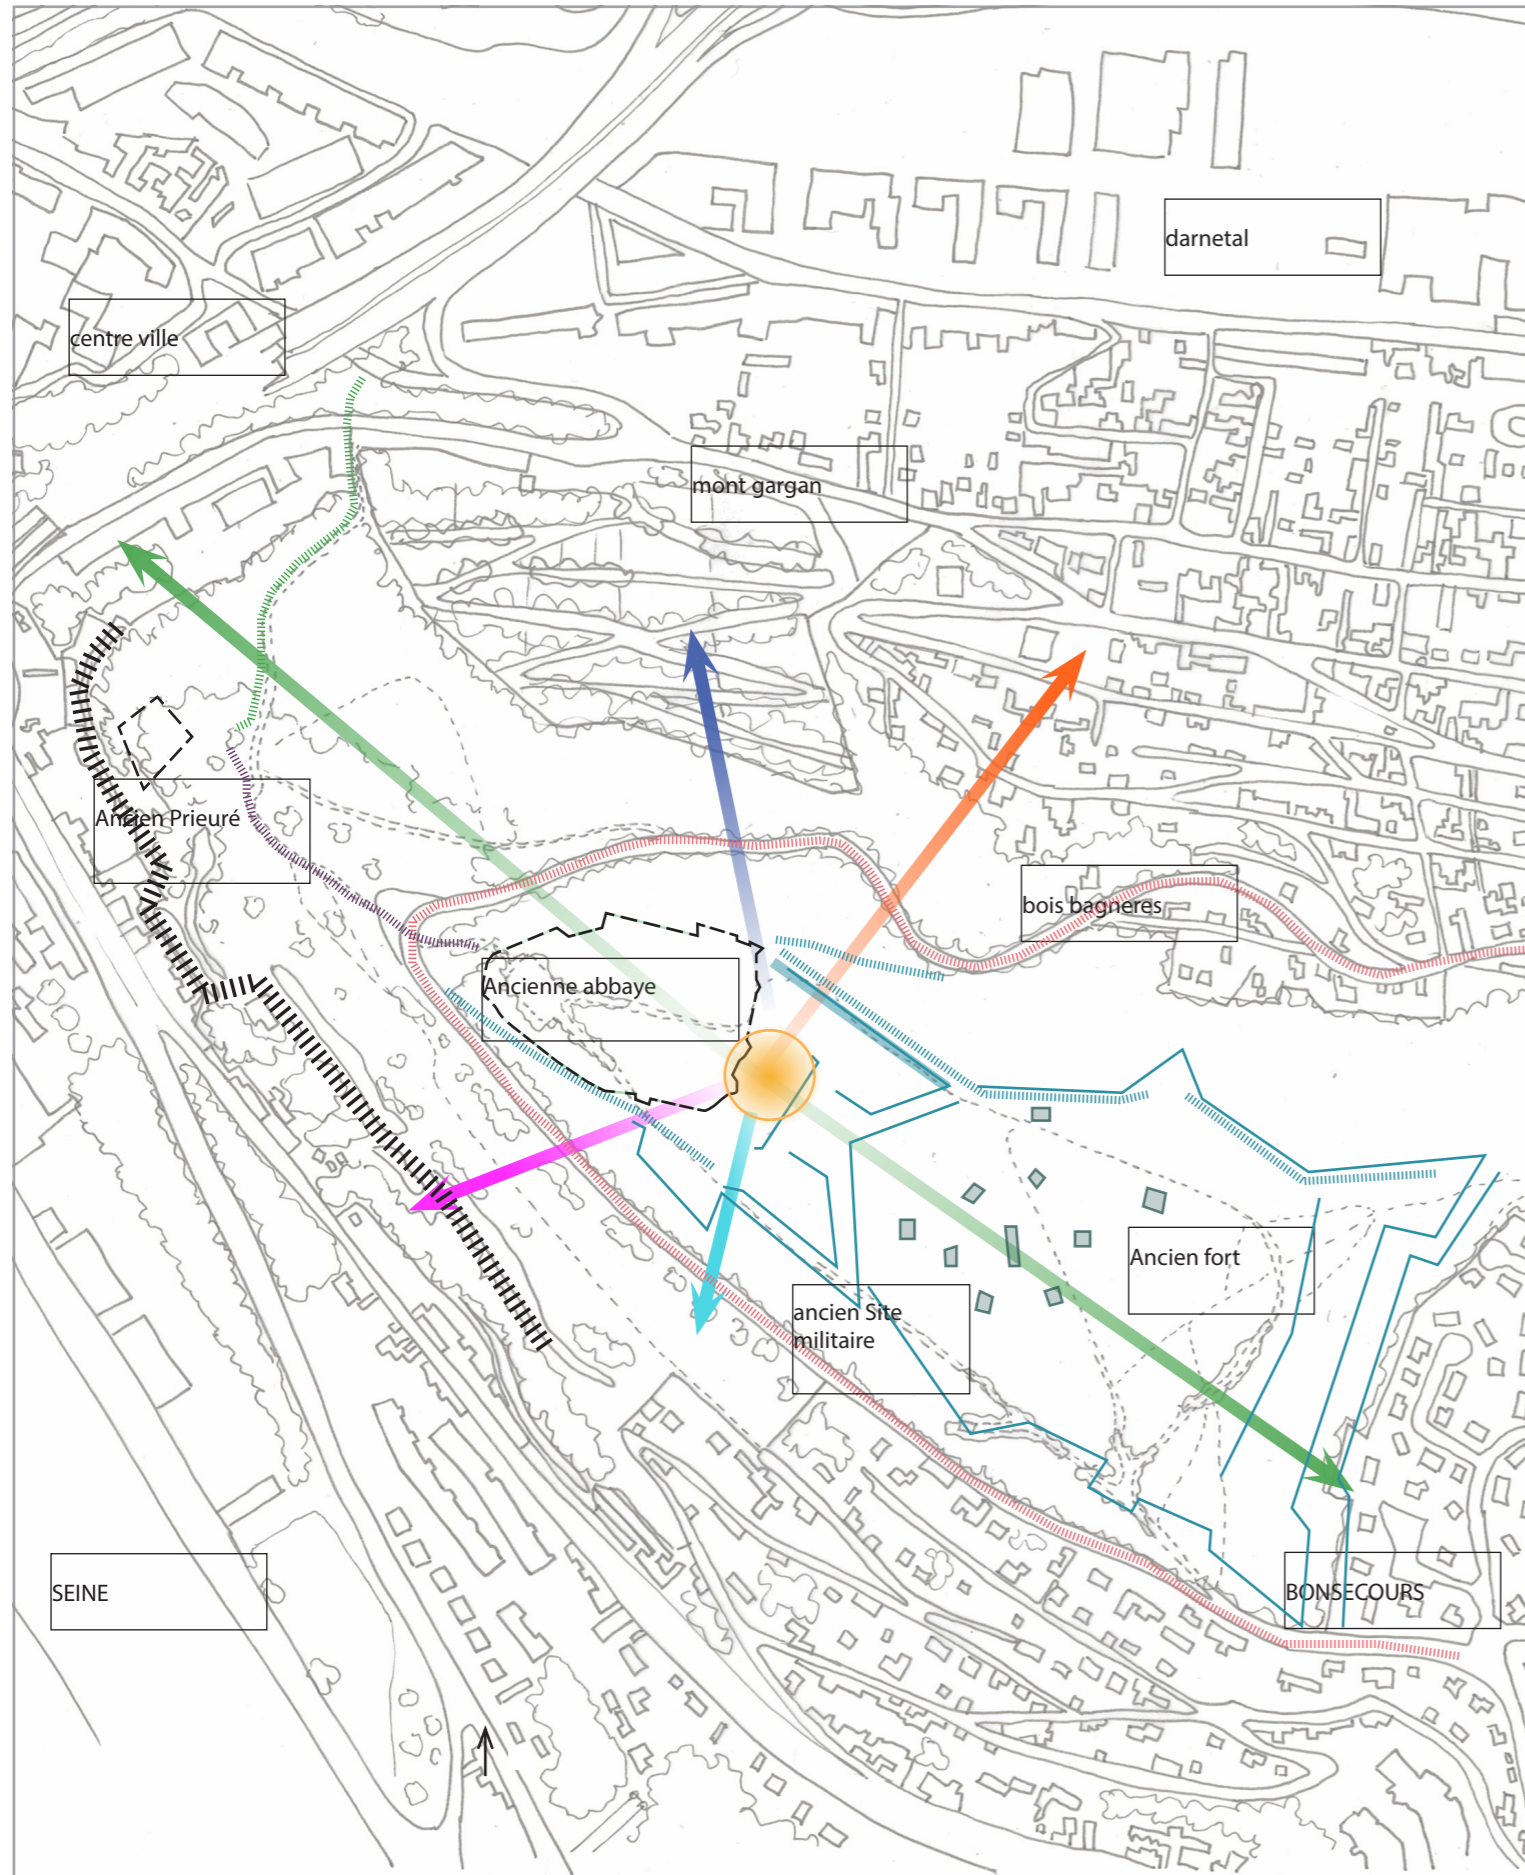 darnetal
centre ville
mont gargan
Ancien Prieuré
bois bagneres
Ancienne abbaye
Ancien fort
ancien Site
militaire
SEINE
BONSECOURS